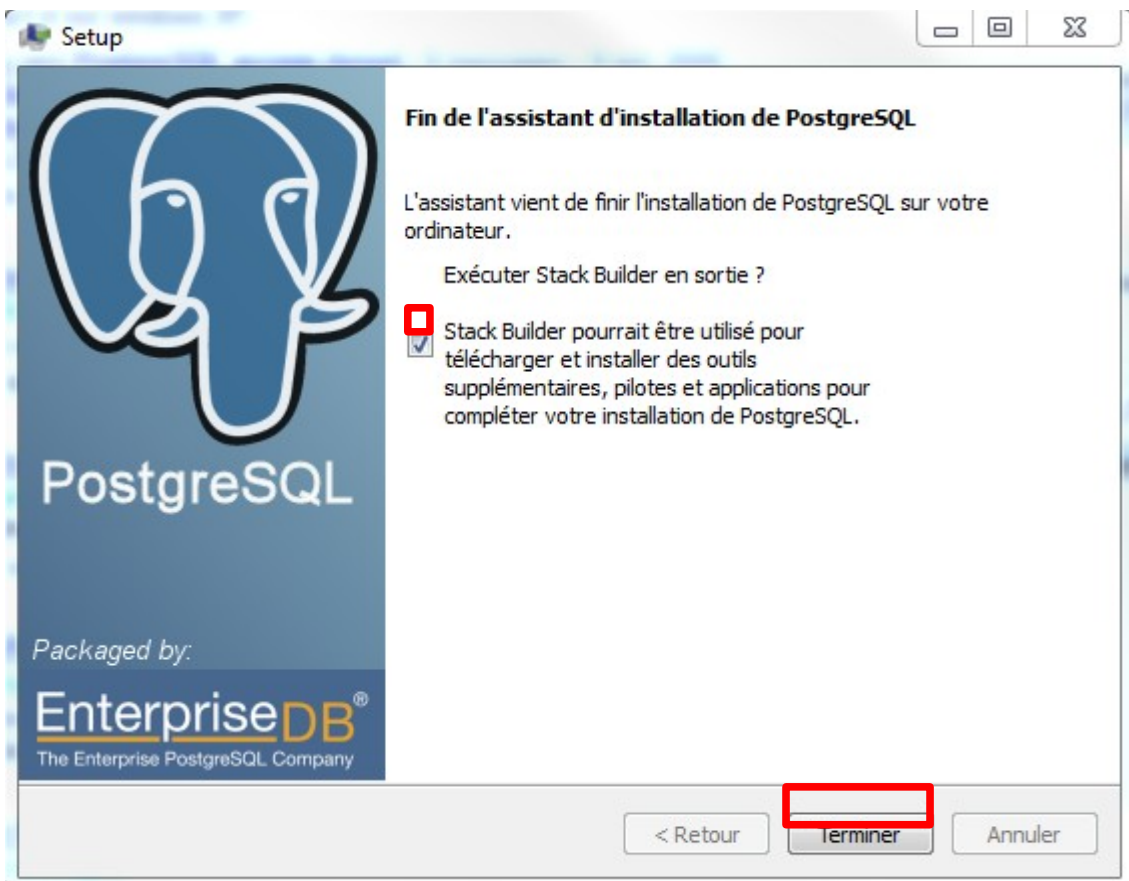 Setup
Fin de l'assistant d'installation de PostgreSQL
L'assistant vient de finir l'installation de PostgreSQL sur votre
ordinateur.
Exécuter Stack Builder en sortie ?
Stack Builder pourrait être utilisé pour
télécharger et installer des outils
supplémentaires, pilotes et applications pour
compléter votre installation de PostgreSQL.
PostgreSQL
Packaged by:
EnterpriseDB®
The Enterprise PostgreSQL Company
< Retour
Terminer
Annuler